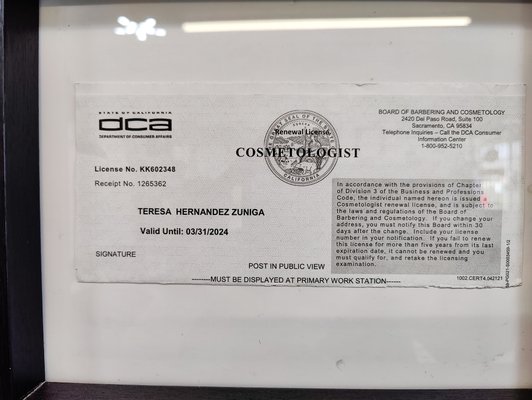 STATE OF CALIFORNIA
dca
DEPARTMENT OF CONSUMER AFFAIRS
Renewal License
COSMETOLOGIST
BOARD OF BARBERING AND COSMETOLOGY
2420 Del Paso Road, Suite 100
Sacramento, CA 95834
Telephone Inquiries – Call the DCA Consumer
Information Center
1-800-952-5210
License No. KK602348
Receipt No. 1265362
TERESA HERNANDEZ ZUNIGA
Valid Until: 03/31/2024
SIGNATURE
In accordance with the provisions of Chapter
of Division 3 of the Business and Professions
Code, the individual named hereon is issued a
Cosmetologist renewal license, and is subject to
the laws and regulations of the Board of
Barbering and Cosmetology. If you change your
address, you must notify this Board within 30
days after the change. Include your license
number in your notification. If you fail to renew
this license for more than five years from its last
expiration date, it cannot be renewed and you
must qualify for, and retake the licensing
examination.
POST IN PUBLIC VIEW
1002.CERT4.042121
--------MUST BE DISPLAYED AT PRIMARY WORK STATION------